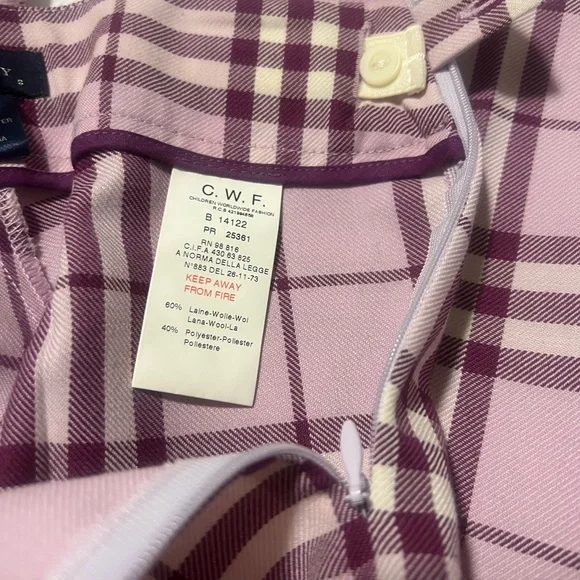 Y
S
C. W. F.
CHILDREN WORLDWIDE FASHION
B 14122
PR 25361
RN 98 816
C.I.F.A 430 63 825
A NORMA DELLA LEGGE
N°883 DEL 26-11-73
KEEP AWAY
FROM FIRE
60% Laine-Wolle-Wol
Lana-Wool-La
40% Polyester-Poliester
Poliestere